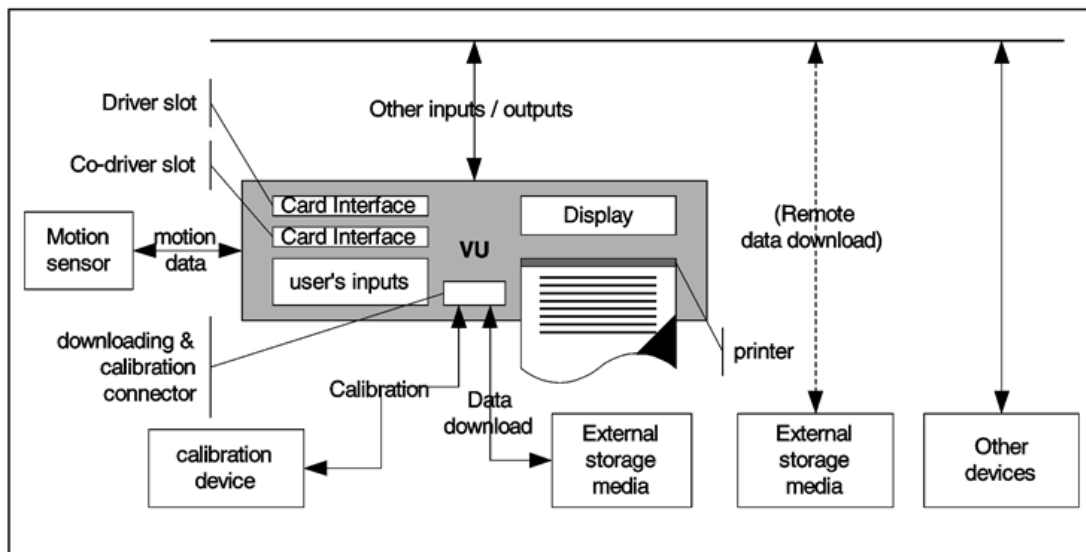 Other inputs / outputs
Driver slot
Co-driver slot
Card Interface
Card Interface
Display
VU
Motion
sensor
motion
data
user's inputs
(Remote
data download)
downloading &
calibration
connector
printer
Calibration
Data
download
calibration
device
External
storage
media
External
storage
media
Other
devices